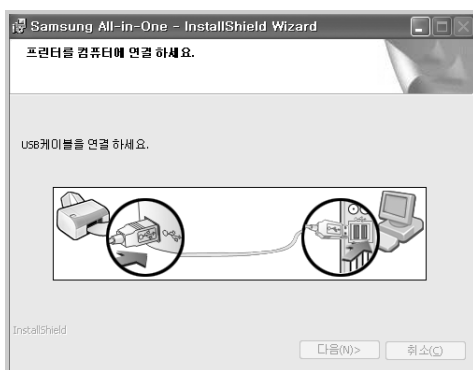 Samsung All-in-One - InstallShield Wizard
프린터를 컴퓨터에 연결 하세요.
USB케이블을 연결 하세요.
InstallShield
다음(N)>
취소(C)